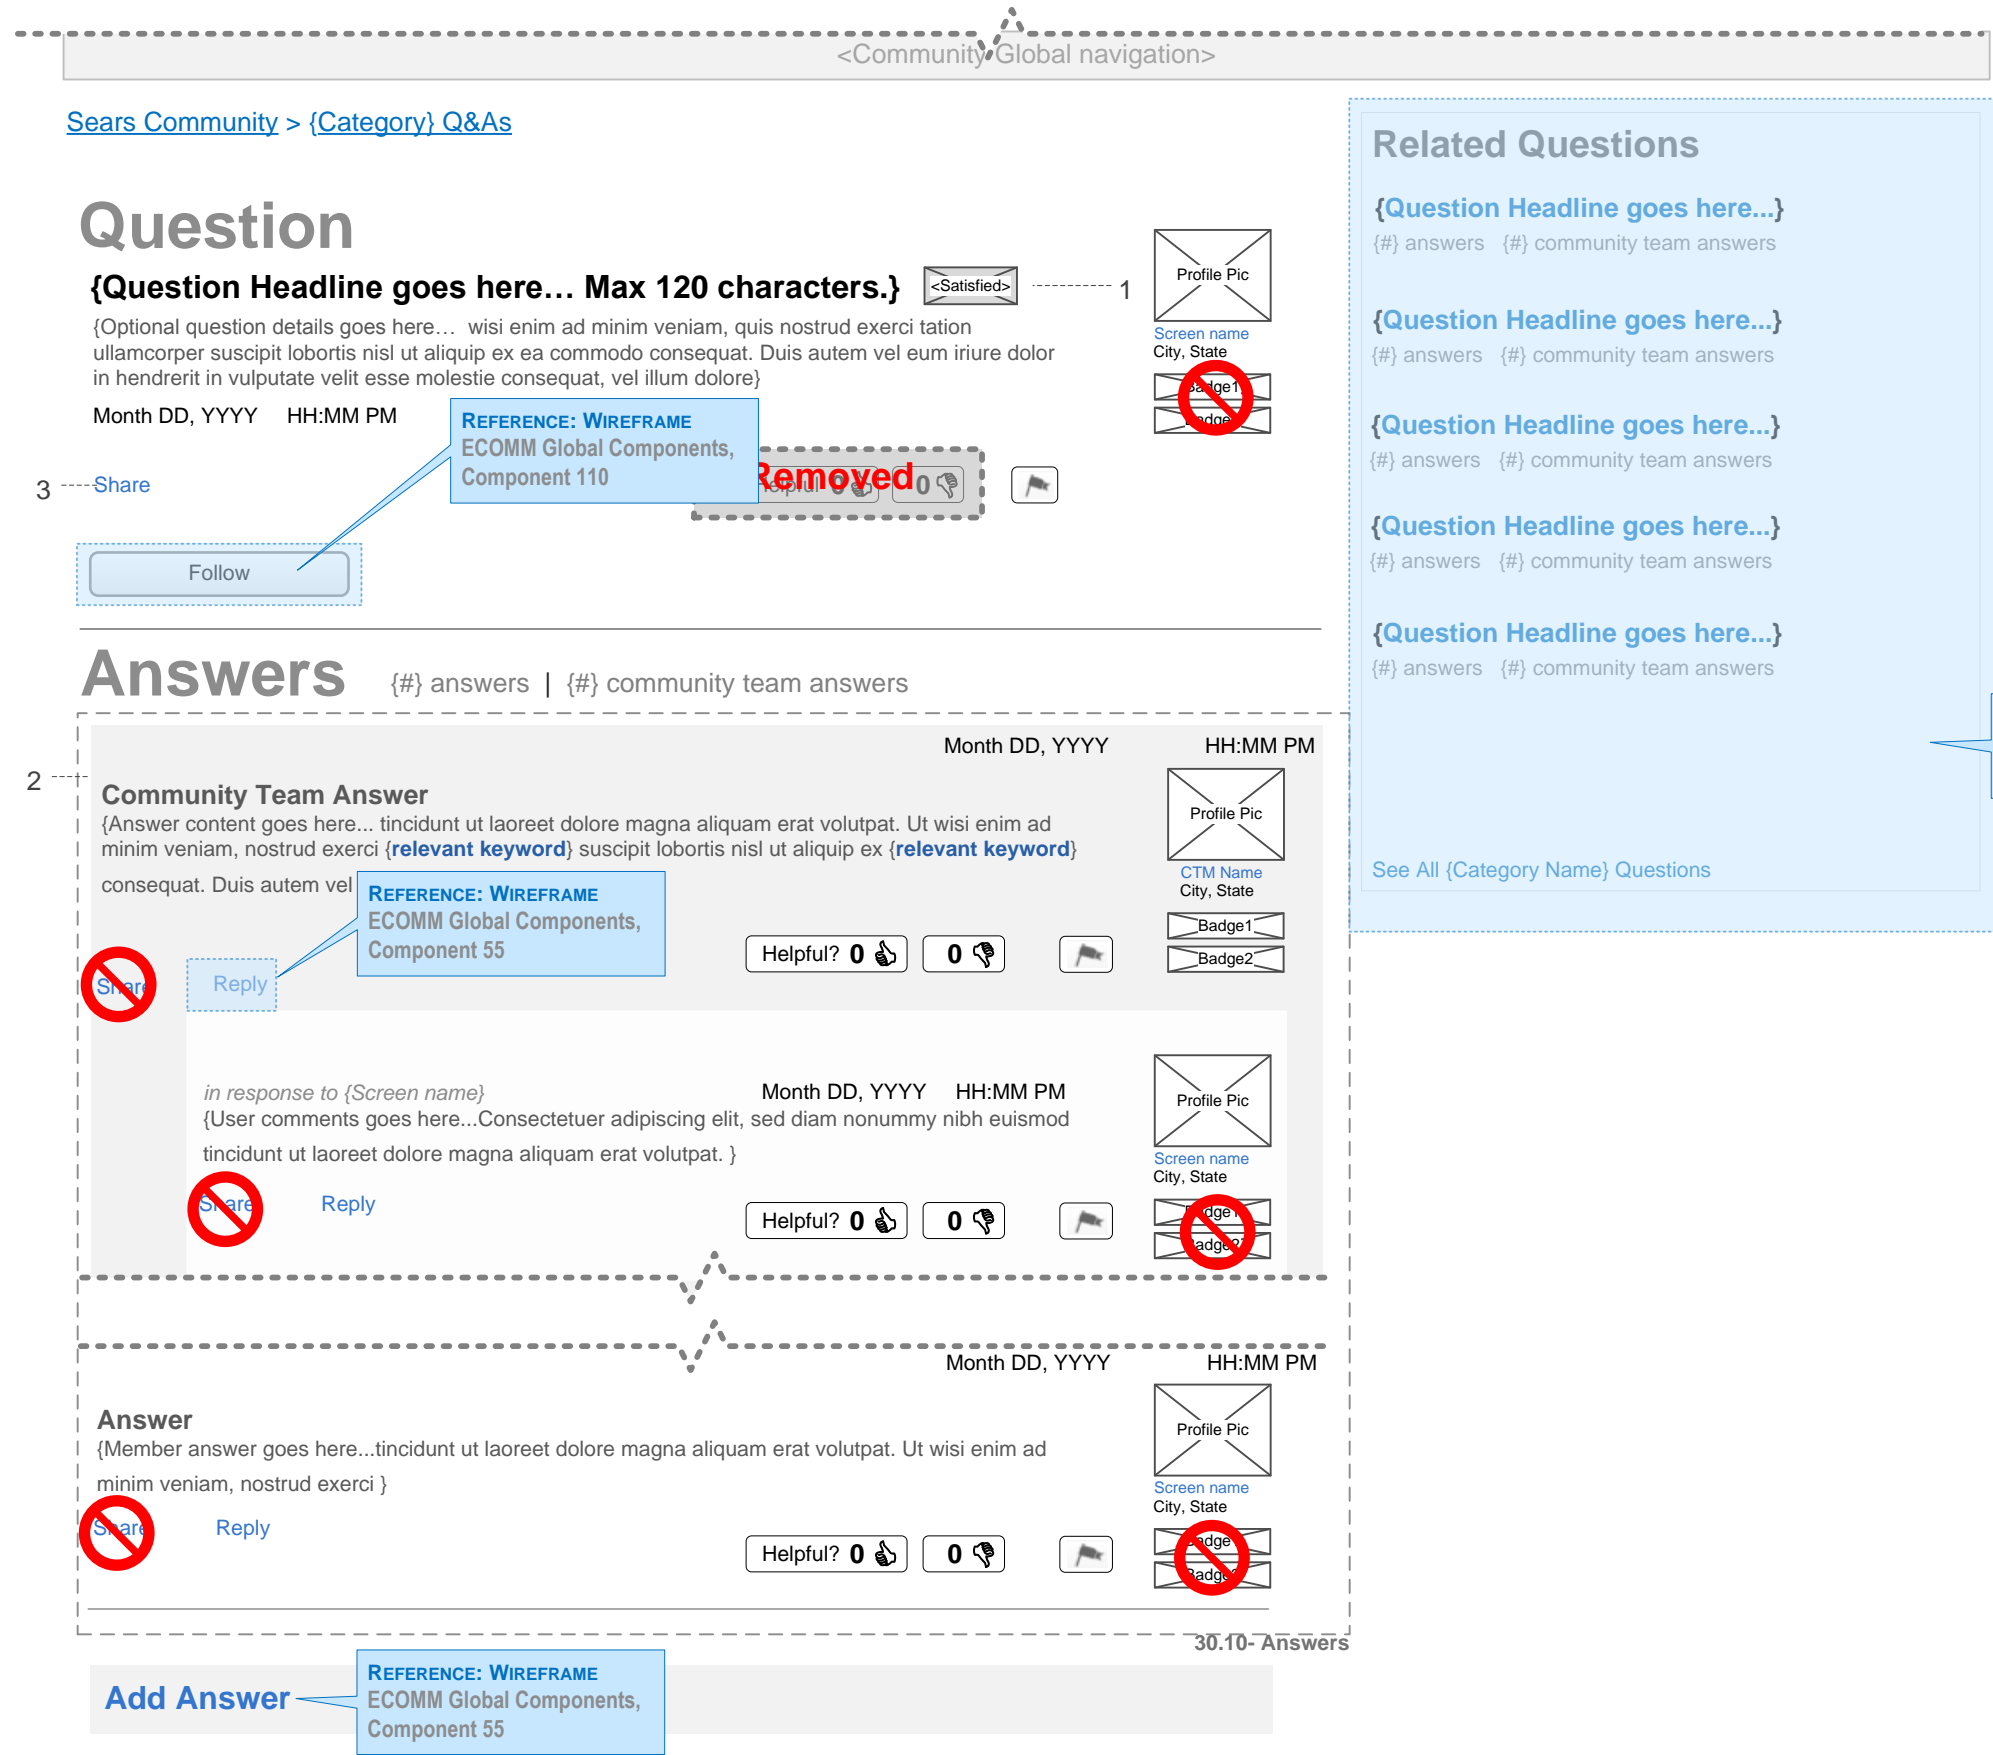 <Community Global navigation>
Sears Community > {Category} Q&As
Question
{Question Headline goes here… Max 120 characters.}
<Satisfied>
1
{Optional question details goes here… wisi enim ad minim veniam, quis nostrud exerci tation
ullamcorper suscipit lobortis nisl ut aliquip ex ea commodo consequat. Duis autem vel eum iriure dolor
in hendrerit in vulputate velit esse molestie consequat, vel illum dolore}
Month DD, YYYY HH:MM PM
Profile Pic
Screen name
City, State
REFERENCE: WIREFRAME
ECOMM Global Components,
Component 110
Removed
0
0
3
Share
Follow
Related Questions
{Question Headline goes here...}
{#} answers {#} community team answers
{Question Headline goes here...}
{#} answers {#} community team answers
{Question Headline goes here...}
{#} answers {#} community team answers
{Question Headline goes here...}
{#} answers {#} community team answers
{Question Headline goes here...}
{#} answers {#} community team answers
See All {Category Name} Questions
Answers {#} answers | {#} community team answers
2
Month DD, YYYY HH:MM PM
Community Team Answer
{Answer content goes here... tincidunt ut laoreet dolore magna aliquam erat volutpat. Ut wisi enim ad
minim veniam, nostrud exerci {relevant keyword} suscipit lobortis nisl ut aliquip ex {relevant keyword}
consequat. Duis autem vel
Profile Pic
CTM Name
City, State
Badge1
Badge2
REFERENCE: WIREFRAME
ECOMM Global Components,
Component 55
Helpful? 0 0
Share Reply
in response to {Screen name} Month DD, YYYY HH:MM PM
{User comments goes here...Consectetuer adipiscing elit, sed diam nonummy nibh euismod
tincidunt ut laoreet dolore magna aliquam erat volutpat. }
Profile Pic
Screen name
City, State
Share Reply
Helpful? 0 0
Month DD, YYYY HH:MM PM
Answer
{Member answer goes here...tincidunt ut laoreet dolore magna aliquam erat volutpat. Ut wisi enim ad
minim veniam, nostrud exerci }
Profile Pic
Screen name
City, State
Share Reply
Helpful? 0 0
30.10- Answers
Add Answer
REFERENCE: WIREFRAME
ECOMM Global Components,
Component 55